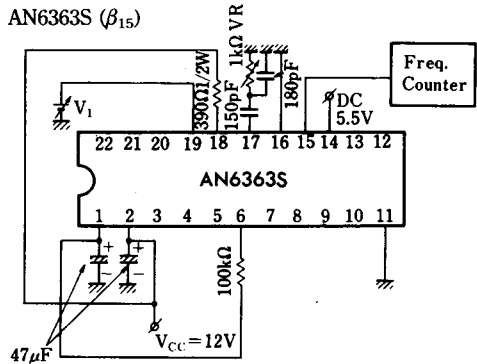 AN6363S (β15)
390Ω1/2W
150pF
1kΩ VR
180pF
Freq.
Counter
DC
5.5V
V1
22 21 20 19 18 17 16 15 14 13 12
AN6363S
1 2 3 4 5 6 7 8 9 10 11
+ +
− −
100kΩ
47μF
VCC=12V